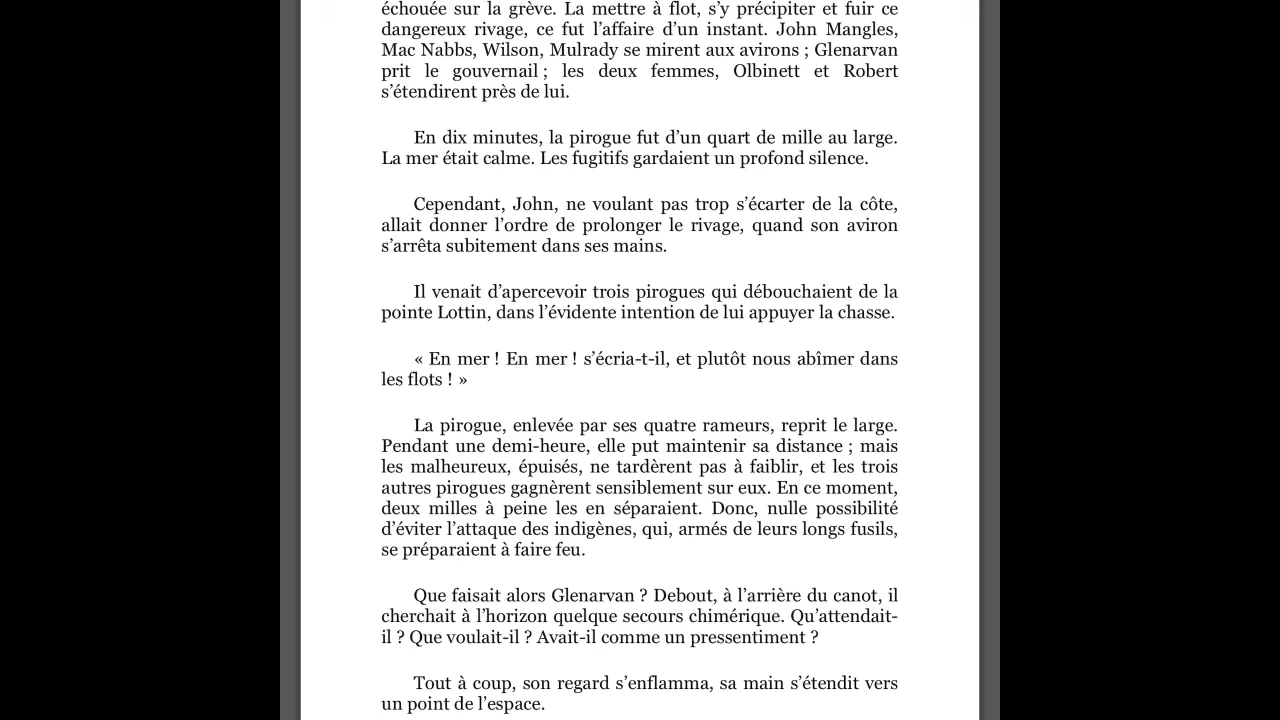 échouée sur la grève. La mettre à flot, s’y précipiter et fuir ce
dangereux rivage, ce fut l’affaire d’un instant. John Mangles,
Mac Nabbs, Wilson, Mulrady se mirent aux avirons ; Glenarvan
prit le gouvernail ; les deux femmes, Olbinett et Robert
s’étendirent près de lui.
En dix minutes, la pirogue fut d’un quart de mille au large.
La mer était calme. Les fugitifs gardaient un profond silence.
Cependant, John, ne voulant pas trop s’écarter de la côte,
allait donner l’ordre de prolonger le rivage, quand son aviron
s’arrêta subitement dans ses mains.
Il venait d’apercevoir trois pirogues qui débouchaient de la
pointe Lottin, dans l’évidente intention de lui appuyer la chasse.
« En mer ! En mer ! s’écria-t-il, et plutôt nous abîmer dans
les flots ! »
La pirogue, enlevée par ses quatre rameurs, reprit le large.
Pendant une demi-heure, elle put maintenir sa distance ; mais
les malheureux, épuisés, ne tardèrent pas à faiblir, et les trois
autres pirogues gagnèrent sensiblement sur eux. En ce moment,
deux milles à peine les en séparaient. Donc, nulle possibilité
d’éviter l’attaque des indigènes, qui, armés de leurs longs fusils,
se préparaient à faire feu.
Que faisait alors Glenarvan ? Debout, à l’arrière du canot, il
cherchait à l’horizon quelque secours chimérique. Qu’attendait-
il ? Que voulait-il ? Avait-il comme un pressentiment ?
Tout à coup, son regard s’enflamma, sa main s’étendit vers
un point de l’espace.